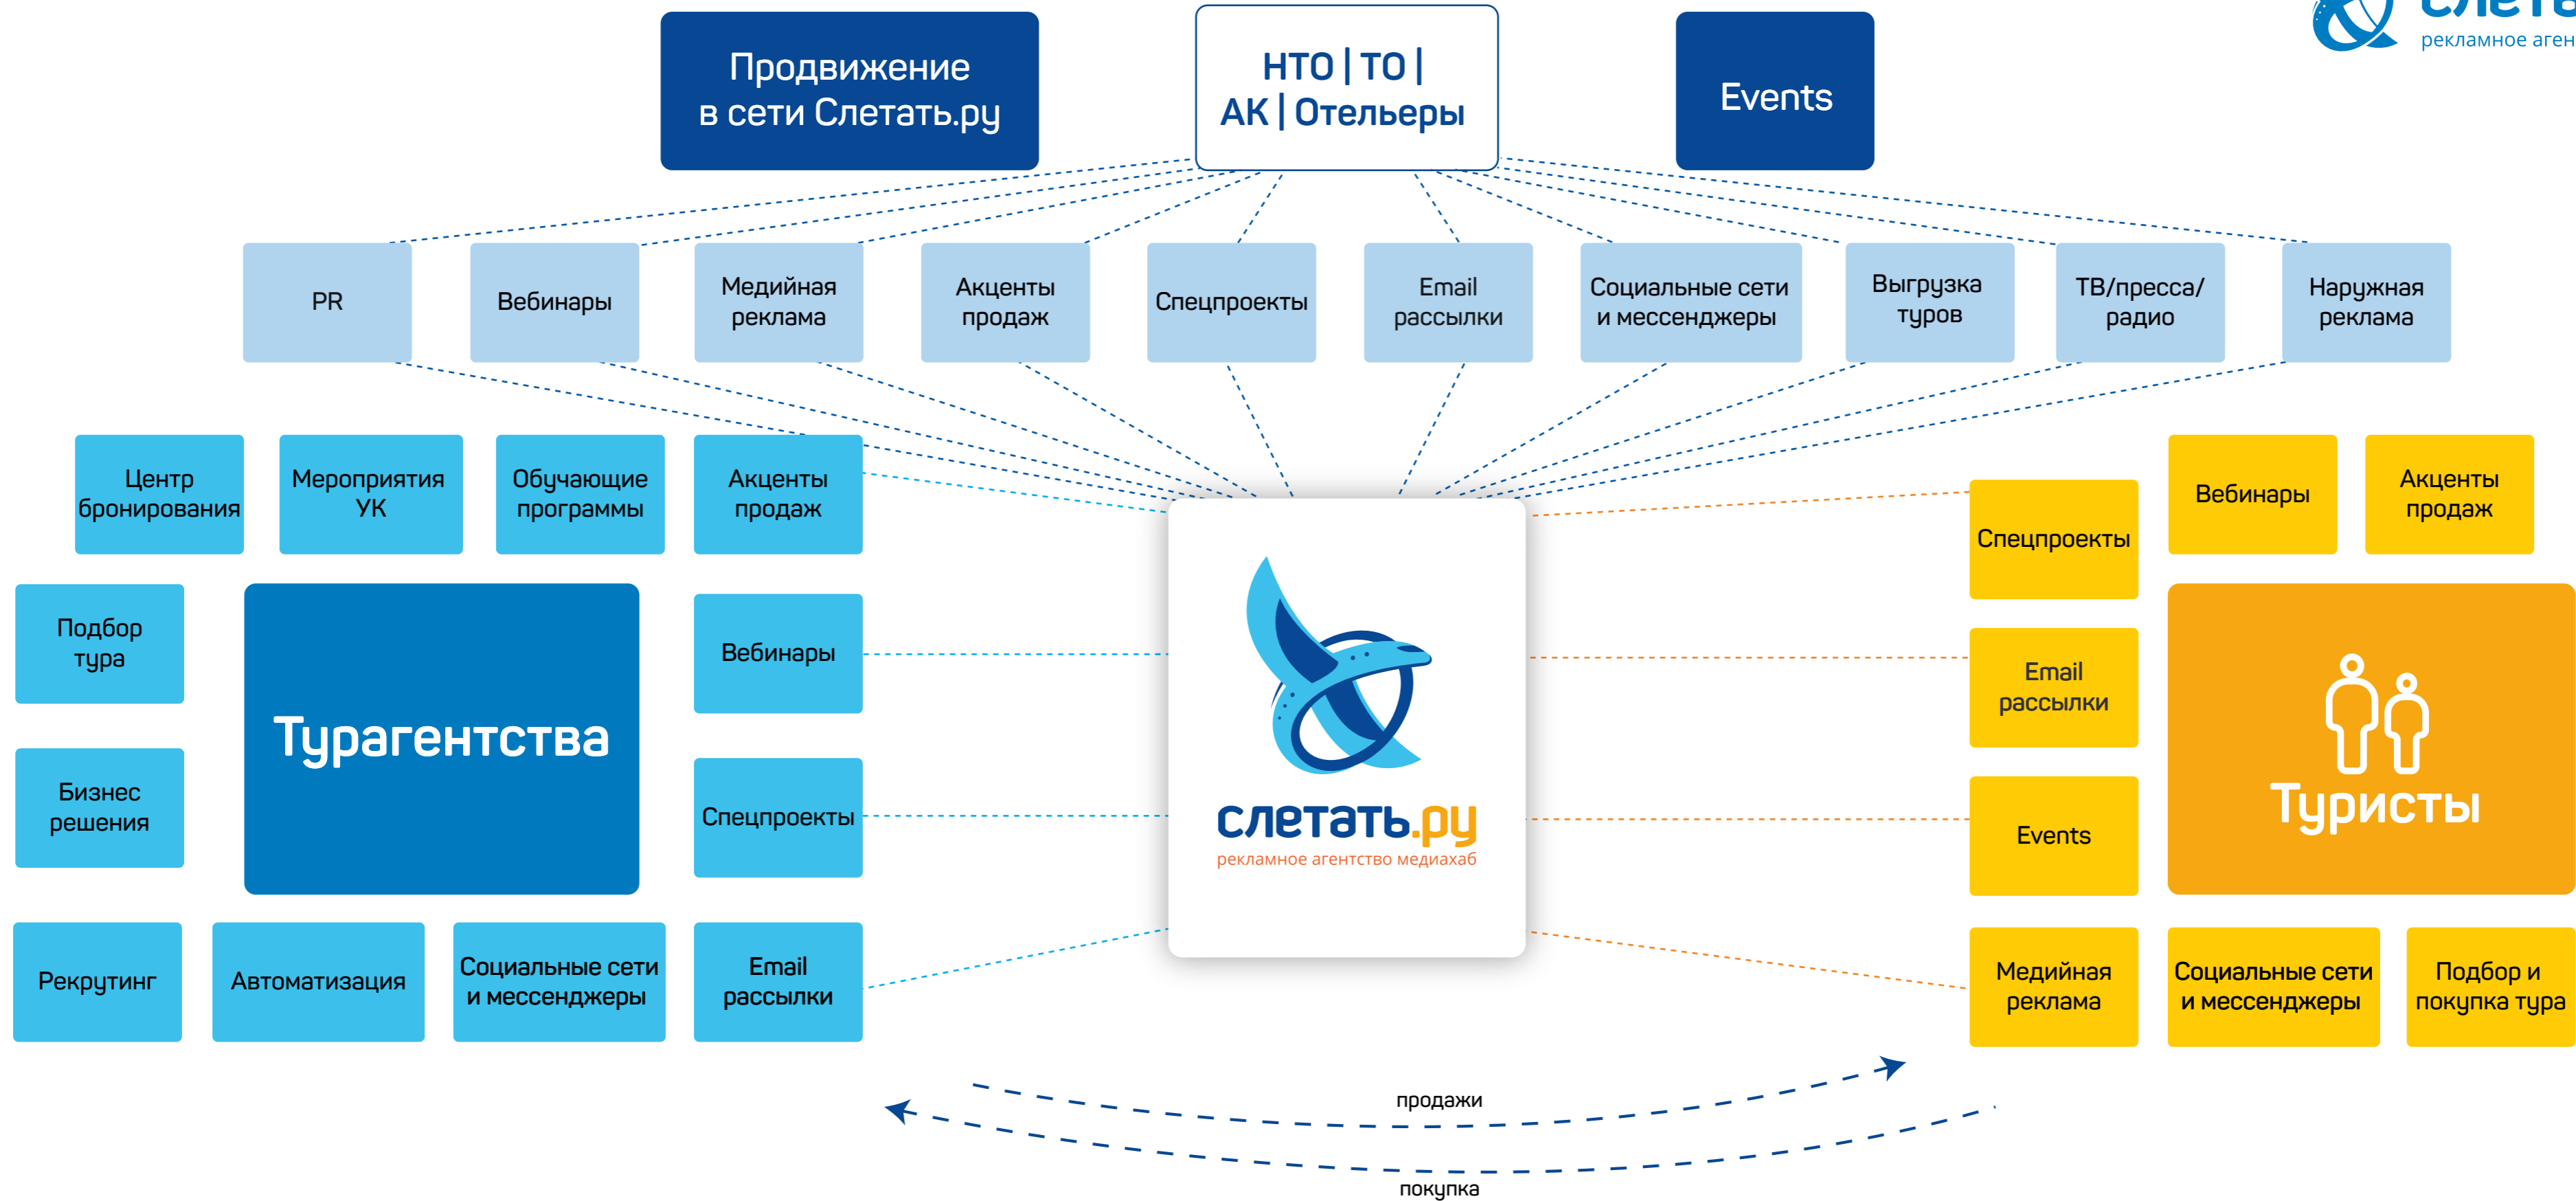 Продвижение
в сети Слетать.ру
НТО | ТО |
АК | Отельеры
Events
рекламное
PR
Вебинары
Медийная
реклама
Акценты
продаж
Спецпроекты
Email
рассылки
Социальные сети
и мессенджеры
Выгрузка
туров
ТВ/пресса/
радио
Наружная
реклама
Центр
бронирования
Мероприятия
УК
Обучающие
программы
Акценты
продаж
Подбор
тура
Бизнес
решения
Турагентства
Вебинары
Спецпроекты
Рекрутинг
Автоматизация
Социальные сети
и мессенджеры
Email
рассылки
слетать.ру
рекламное агентство медиахаб
Спецпроекты
Вебинары
Акценты
продаж
Email
рассылки
Events
Туристы
Медийная
реклама
Социальные сети
и мессенджеры
Подбор и
покупка тура
продажи
покупка